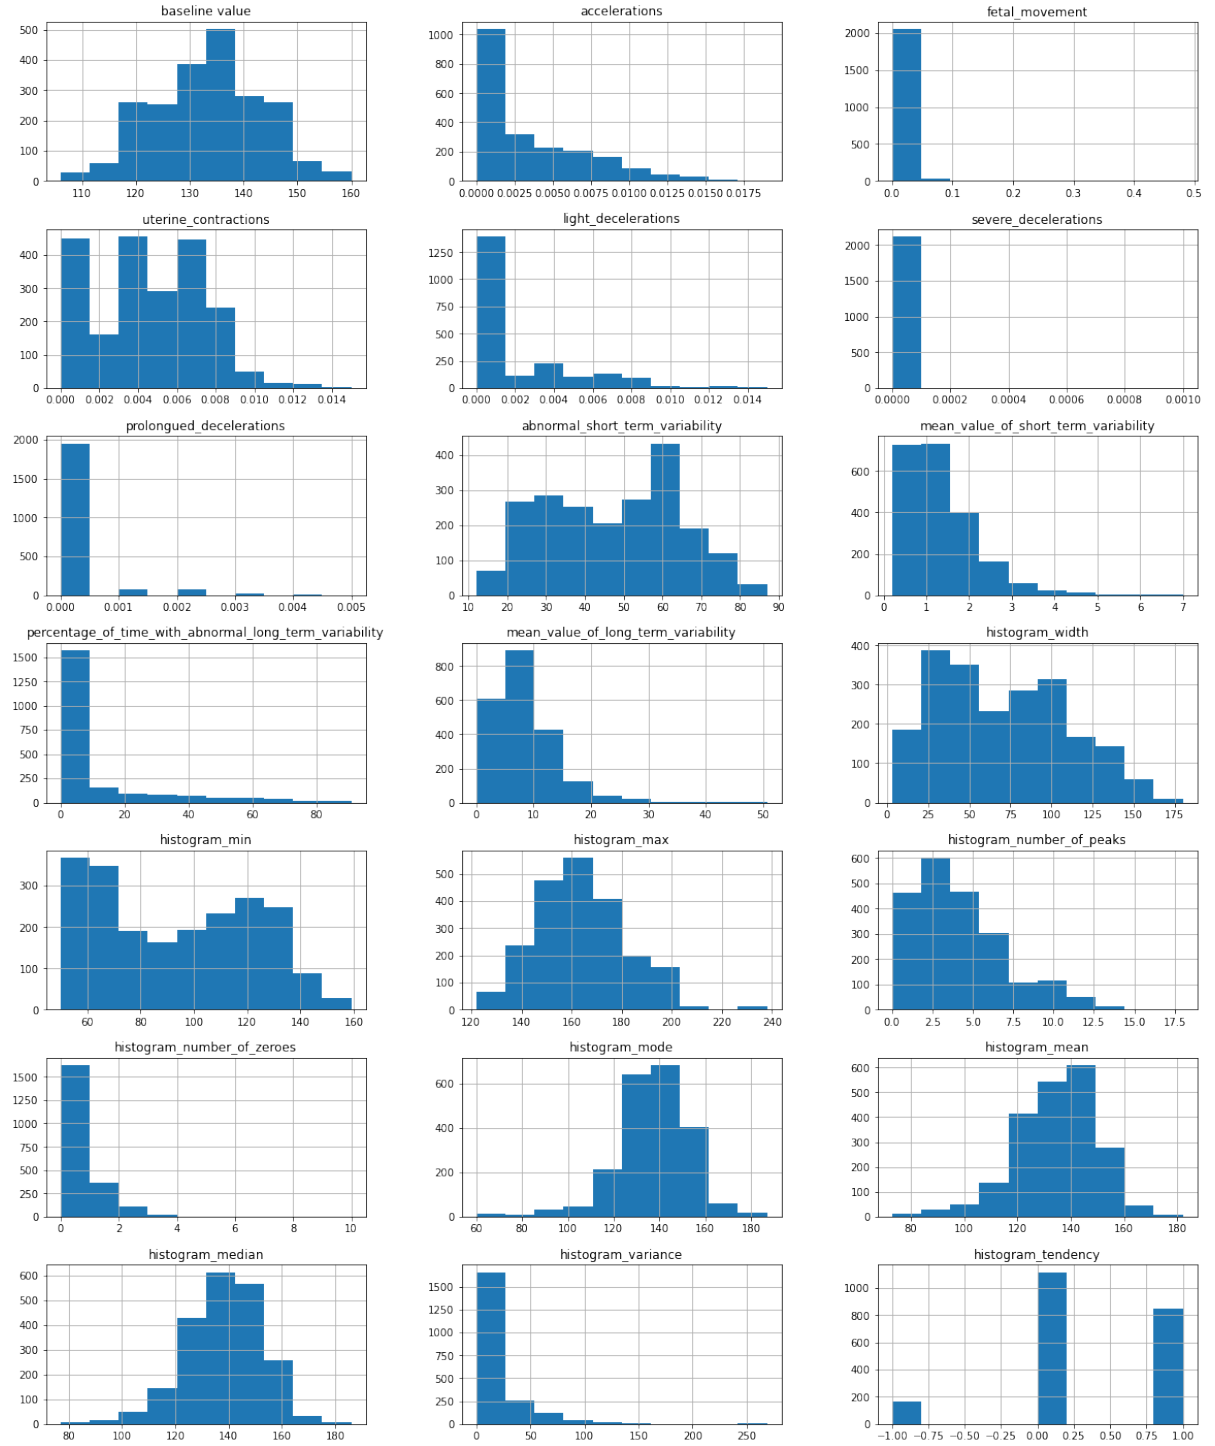 baseline value
500
400
300
200
100
0
110 120 130 140 150 160
accelerations
1000
800
600
400
200
0
0.0000 0.0025 0.0050 0.0075 0.0100 0.0125 0.0150 0.0175
fetal_movement
2000
1500
1000
500
0
0.0 0.1 0.2 0.3 0.4 0.5
uterine_contractions
400
300
200
100
0
0.000 0.002 0.004 0.006 0.008 0.010 0.012 0.014
light_decelerations
1250
1000
750
500
250
0
0.000 0.002 0.004 0.006 0.008 0.010 0.012 0.014
severe_decelerations
2000
1500
1000
500
0
0.0000 0.0002 0.0004 0.0006 0.0008 0.0010
prolongued_decelerations
2000
1500
1000
500
0
0.000 0.001 0.002 0.003 0.004 0.005
abnormal_short_term_variability
400
300
200
100
0
10 20 30 40 50 60 70 80 90
mean_value_of_short_term_variability
600
400
200
0
0 1 2 3 4 5 6 7
percentage_of_time_with_abnormal_long_term_variability
1500
1250
1000
750
500
250
0
0 20 40 60 80
mean_value_of_long_term_variability
800
600
400
200
0
0 10 20 30 40 50
histogram_width
400
300
200
100
0
25 50 75 100 125 150 175
histogram_min
300
200
100
0
60 80 100 120 140 160
histogram_max
500
400
300
200
100
0
120 140 160 180 200 220 240
histogram_number_of_peaks
600
500
400
300
200
100
0
0.0 2.5 5.0 7.5 10.0 12.5 15.0 17.5
histogram_number_of_zeroes
1500
1250
1000
750
500
250
0
0 2 4 6 8 10
histogram_mode
600
400
200
0
60 80 100 120 140 160 180
histogram_mean
600
500
400
300
200
100
0
80 100 120 140 160 180
histogram_median
600
500
400
300
200
100
0
80 100 120 140 160 180
histogram_variance
1500
1250
1000
750
500
250
0
0 50 100 150 200 250
histogram_tendency
1000
800
600
400
200
0
−1.00 −0.75 −0.50 −0.25 0.00 0.25 0.50 0.75 1.00